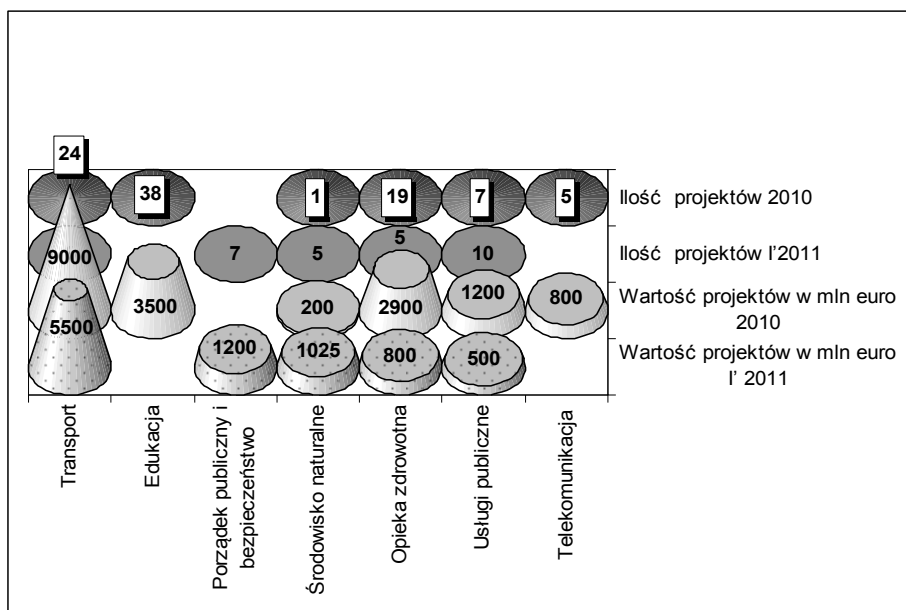 24
38
1
19
7
5
Ilość projektów 2010
9000
7
5
5
10
Ilość projektów I'2011
3500
200
2900
1200
800
Wartość projektów w mln euro
2010
5500
1200
1025
800
500
Wartość projektów w mln euro
I' 2011
Transport
Edukacja
Porządek publiczny i
bezpieczeństwo
Środowisko naturalne
Opieka zdrowotna
Usługi publiczne
Telekomunikacja